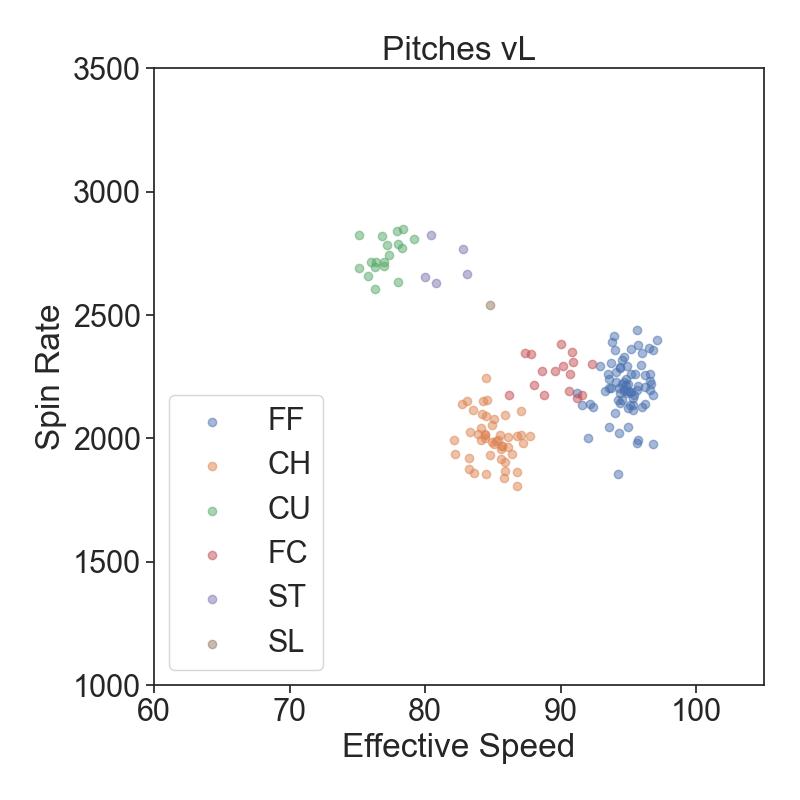 Pitches vL
3500
3000
2500
2000
1500
1000
Spin Rate
FF
CH
CU
FC
ST
SL
60 70 80 90 100
Effective Speed